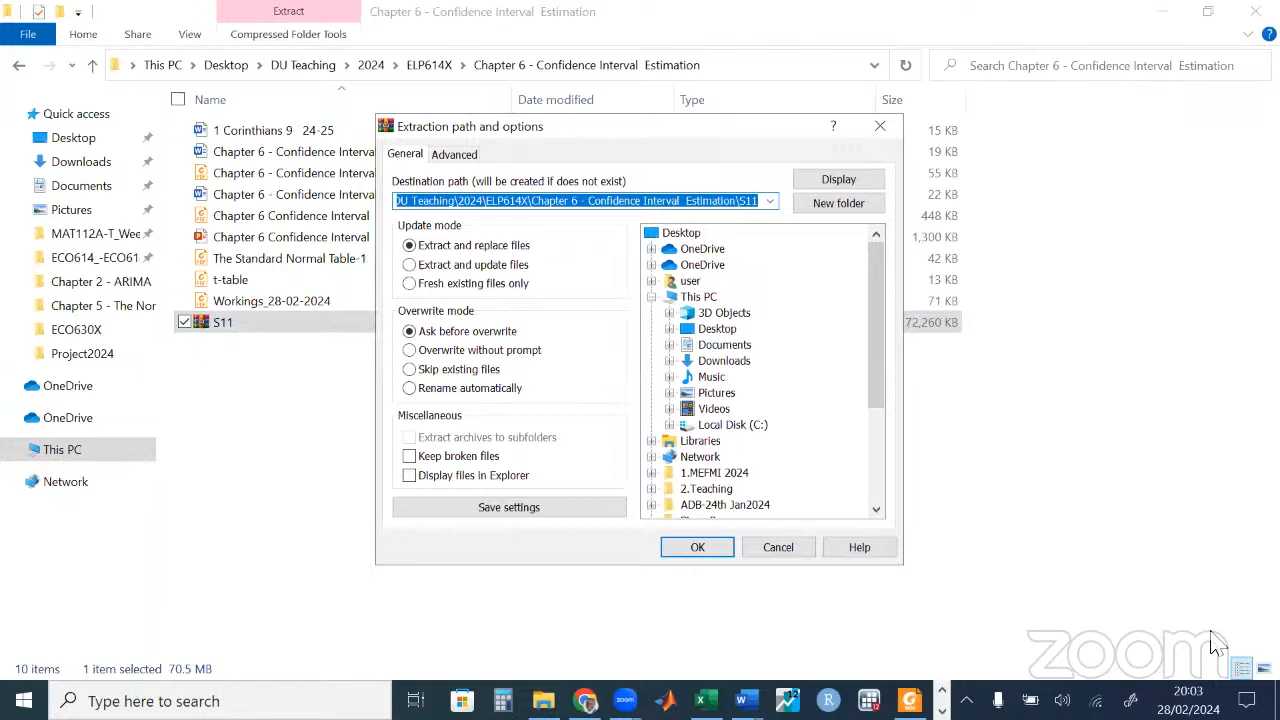 Extract
Chapter 6 - Confidence Interval  Estimation
File
Home
Share
View
Compressed Folder Tools
This PC
Desktop
DU Teaching
2024
ELP614X
Chapter 6 - Confidence Interval  Estimation
Search Chapter 6 - Confidence Interval  Estimation
Name
Date modified
Type
Size
Quick access
Desktop
Downloads
Documents
Pictures
MAT112A-T_Wee
ECO614_-ECO61
Chapter 2 - ARIMA
Chapter 5 - The Nor
ECO630X
Project2024
OneDrive
OneDrive
This PC
Network
1 Corinthians 9   24-25
15 KB
Chapter 6 - Confidence Interva
19 KB
Chapter 6 - Confidence Interva
55 KB
Chapter 6 - Confidence Interva
22 KB
Chapter 6 Confidence Interval
448 KB
Chapter 6 Confidence Interval
1,300 KB
The Standard Normal Table-1
42 KB
t-table
13 KB
Workings_28-02-2024
71 KB
S11
72,260 KB
Extraction path and options
?
General
Advanced
Destination path (will be created if does not exist)
DU Teaching\2024\ELP614X\Chapter 6 - Confidence Interval  Estimation\S11
Display
New folder
Update mode
Extract and replace files
Extract and update files
Fresh existing files only
Overwrite mode
Ask before overwrite
Overwrite without prompt
Skip existing files
Rename automatically
Miscellaneous
Extract archives to subfolders
Keep broken files
Display files in Explorer
Save settings
Desktop
OneDrive
OneDrive
user
This PC
3D Objects
Desktop
Documents
Downloads
Music
Pictures
Videos
Local Disk (C:)
Libraries
Network
1.MEFMI 2024
2.Teaching
ADB-24th Jan2024
OK
Cancel
Help
zoom
10 items
1 item selected  70.5 MB
Type here to search
zoom
20:03
28/02/2024